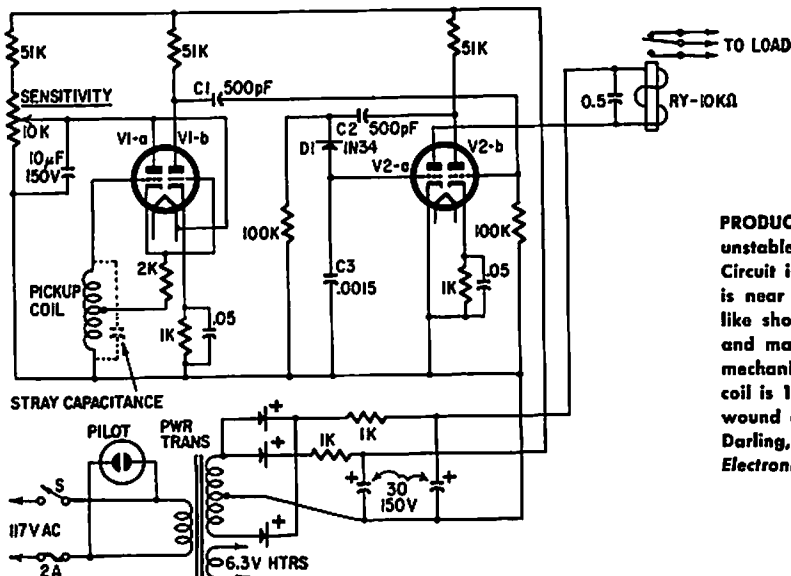 51K
51K
51K
TO LOAD
C1 500pF
SENSITIVITY
10K
V1-a V1-b
C2 500pF
D1 1N34
V2-a V2-b
0.5
RY-10KΩ
10µF
150V
2K
100K
100K
PICKUP
COIL
1K .05
C3
.0015
1K .05
STRAY CAPACITANCE
PILOT
PWR
TRANS
S
117V AC
2A
1K
1K
30
150V
6.3V HTRS
PRODUC
unstable
Circuit i
is near
like sho
and ma
mechani
coil is 1
wound
Darling,
Electron